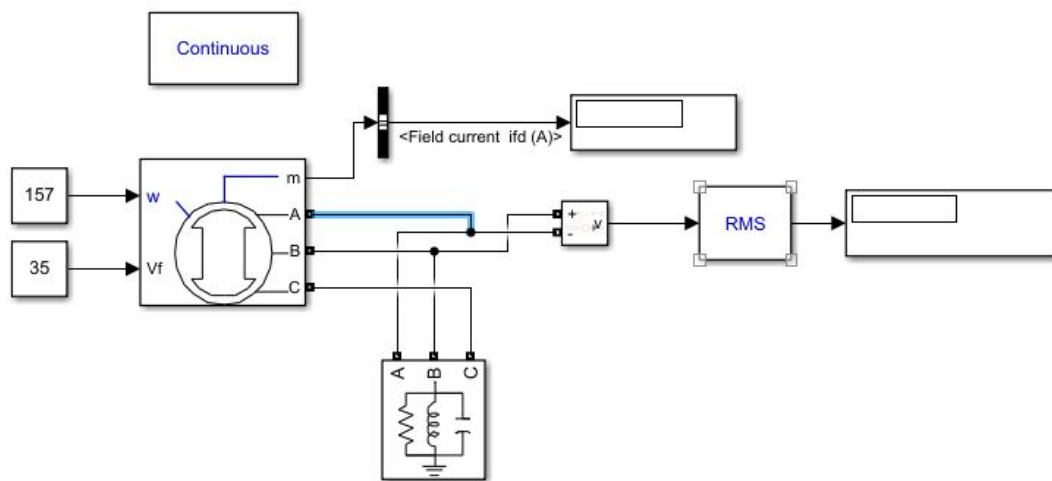 Continuous
<Field current ifd (A)>
157
w
m
A
B
C
35
Vf
+
-
v
RMS
A
B
C